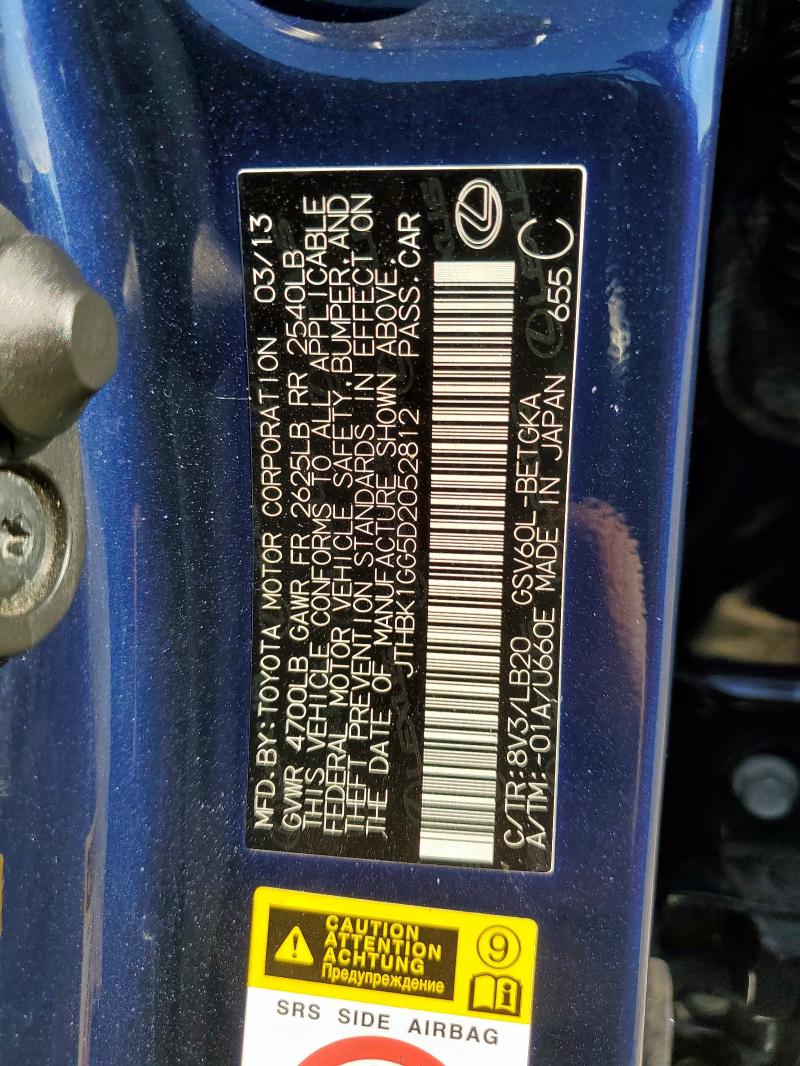 MFD. BY: TOYOTA MOTOR CORPORATION 03/13
GVWR 4700LB GAWR FR 2625LB RR 2540LB
THIS VEHICLE CONFORMS TO ALL APPLICABLE
FEDERAL MOTOR VEHICLE SAFETY, BUMPER, AND
THEFT PREVENTION STANDARDS IN EFFECT ON
THE DATE OF MANUFACTURE SHOWN ABOVE.
JTHBK1GG5D2052812 PASS. CAR
C/TR: 8V3/LB20 GSV60L-BETGKA
A/TM: -01A/U660E MADE IN JAPAN 655 C
LEXUS
CAUTION
ATTENTION
ACHTUNG
Предупреждение
9
i
SRS SIDE AIRBAG